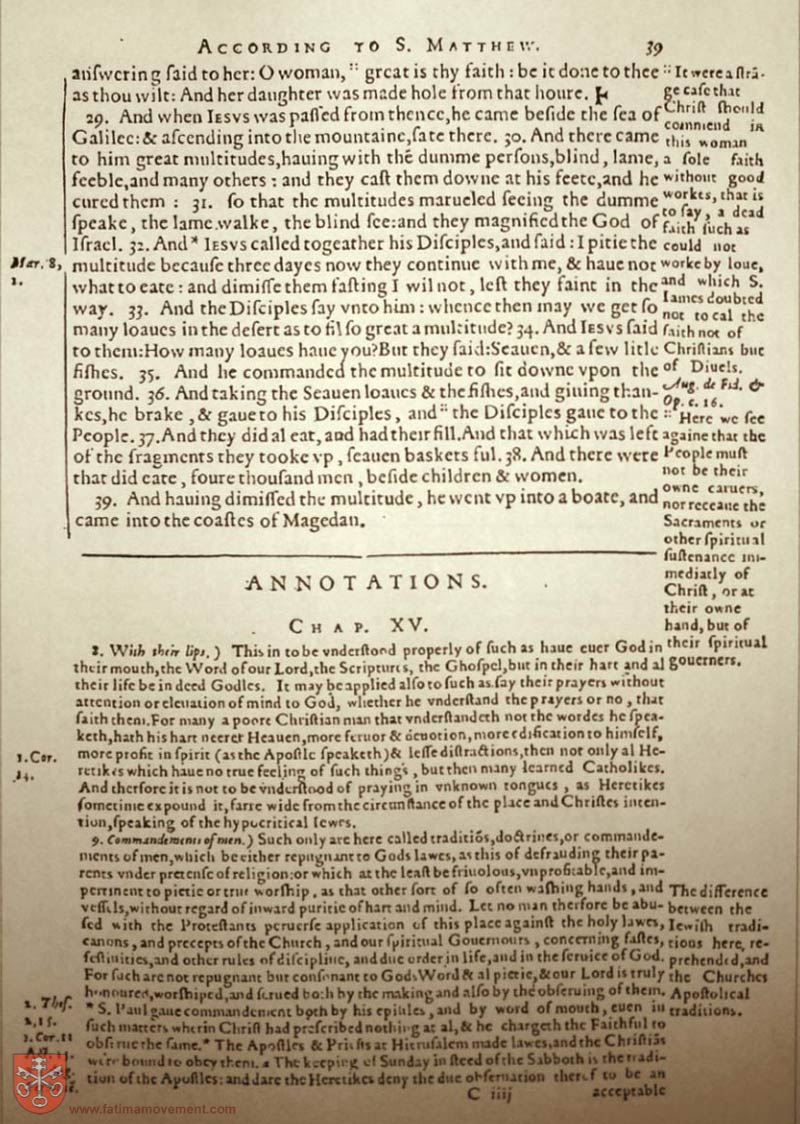 ACCORDING TO S. MATTHEW. 39
anſwering ſaid to her: O woman, :: great is thy faith: be it done to thee
as thou wilt: And her daughter was made hole from that houre.
29. And when IESVS was paſſed from thence, he came beſide the ſea of
Galilee: & aſcending into the mountaine, ſate there. 30. And there came
to him great multitudes, hauing with thē dumme perſons, blind, lame,
feeble, and many others: and they caſt them downe at his feete, and he
cured them: 31. ſo that the multitudes marueled ſeeing the dumme
ſpeake, the lame walke, the blind ſee: and they magnified the God of
Iſrael. 32. And * IESVS called togeather his Diſciples, and ſaid: I pitie the
multitude becauſe three dayes now they continue with me, & haue not
what to eate: and dimiſſe them faſting I wil not, left they faint in the
way. 33. And the Diſciples ſay vnto him: whence then may we get ſo
many loaues in the deſert as to fil ſo great a multitude? 34. And IESVS ſaid
to them: How many loaues haue you? But they ſaid: Seauen, & a few litle
fiſhes. 35. And he commanded the multitude to ſit downe vpon the
ground. 36. And taking the Seauen loaues & the fiſhes, and giuing than-
kes, he brake, & gaue to his Diſciples, and :: the Diſciples gaue to the
People. 37. And they did al eat, and had their fill. And that which was left
of the fragments they tooke vp, ſeauen baskets ful. 38. And there were
that did eate, foure thouſand men, beſide children & women.
39. And hauing dimiſſed the multitude, he went vp into a boate, and
came into the coaſtes of Magedan.
Mar. 8,
1.
:: It were a ſtrā-
ge caſe that
Chriſt ſhould
commend in
this woman
a ſole faith
without good
workes, that is
to ſay, a dead
faith ſuch as
could not
worke by loue,
and which S.
Iames doubted
not to cal the
faith not of
Chriſtians but
of Diuels.
Aug. de Fid. &
Op. c. 16.
:: Here we ſee
againe that the
People muſt
not be their
owne caruers,
nor receaue the
Sacraments or
other ſpiritual
ſuſtenance im-
mediatly of
Chriſt, or at
their owne
hand, but of
their ſpiritual
gouerners.
ANNOTATIONS.
CHAP. XV.
8. With their lips.) This in to be vnderſtood properly of ſuch as haue euer God in
their mouth, the Word of our Lord, the Scriptures, the Ghoſpel, but in their hart and al
their life be in deed Godles. It may be applied alſo to ſuch as ſay their prayers without
attention or eleuation of mind to God, whether he vnderſtand the prayers or no, that
ſaith them. For many a poore Chriſtian man that vnderſtandeth not the wordes he ſpea-
keth, hath his hart neerer Heauen, more feruor & deuotion, more edification to himſelf,
more profit in ſpirit (as the Apoſtle ſpeaketh) & leſſe diſtractions, then not only al He-
retikes which haue no true feeling of ſuch things, but then many learned Catholikes.
And therfore it is not to be vnderſtood of praying in vnknown tongues, as Heretikes
ſometime expound it, farre wide from the circunſtance of the place and Chriſtes inten-
tion, ſpeaking of the hypocritical Iewes.
1. Cor.
14.
9. Commandements of men.) Such only are here called traditiōs, doctrines, or commande-
ments of men, which be either repugnant to Gods lawes, as this of defrauding their pa-
rents vnder pretenſe of religion: or which at the leaſt be friuolous, vnprofitable, and im-
pertinent to pietie or true worſhip, as that other ſort of ſo often waſhing hands, and
veſſels, without regard of inward puritie of hart and mind. Let no man therfore be abu-
ſed with the Proteſtants peruerſe application of this place againſt the holy lawes,
canons, and precepts of the Church, and our ſpiritual Gouernours, concerning faſtes,
feſtiuities, and other rules of diſcipline, and due order in life, and in the ſeruice of God.
For ſuch are not repugnant but conſonant to Gods Word & al pietie, & our Lord is truly
honoured, worſhiped, and ſerued both by the making and alſo by the obſeruing of them.
* S. Paul gaue commandement both by his epiſtles, and by word of mouth, euen in
ſuch matters wherin Chriſt had preſcribed nothing at al, & he chargeth the Faithful to
obſerue the ſame. * The Apoſtles & Prieſts at Hieruſalem made lawes, and the Chriſtiās
were bound to obey them. The keeping of Sunday in ſteed of the Sabboth is the tradi-
tion of the Apoſtles: and dare the Heretikes deny the due obſeruation therof to be an
C iiij acceptable
The difference
between the
Iewiſh tradi-
tions here re-
prehended, and
the Churches
Apoſtolical
traditions.
2. Theſ.
2, 15.
1. Cor. 11
www.fatimamovement.com